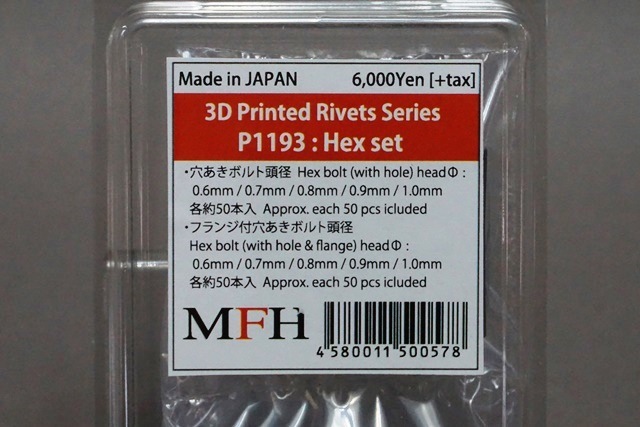 Made in JAPAN 6,000Yen [+tax]
3D Printed Rivets Series
P1193 : Hex set
・穴あきボルト頭径 Hex bolt (with hole) headΦ :
0.6mm / 0.7mm / 0.8mm / 0.9mm / 1.0mm
各約50本入 Approx. each 50 pcs icluded
・フランジ付穴あきボルト頭径
Hex bolt (with hole & flange) headΦ :
0.6mm / 0.7mm / 0.8mm / 0.9mm / 1.0mm
各約50本入 Approx. each 50 pcs icluded
MFH
4 580011 500578